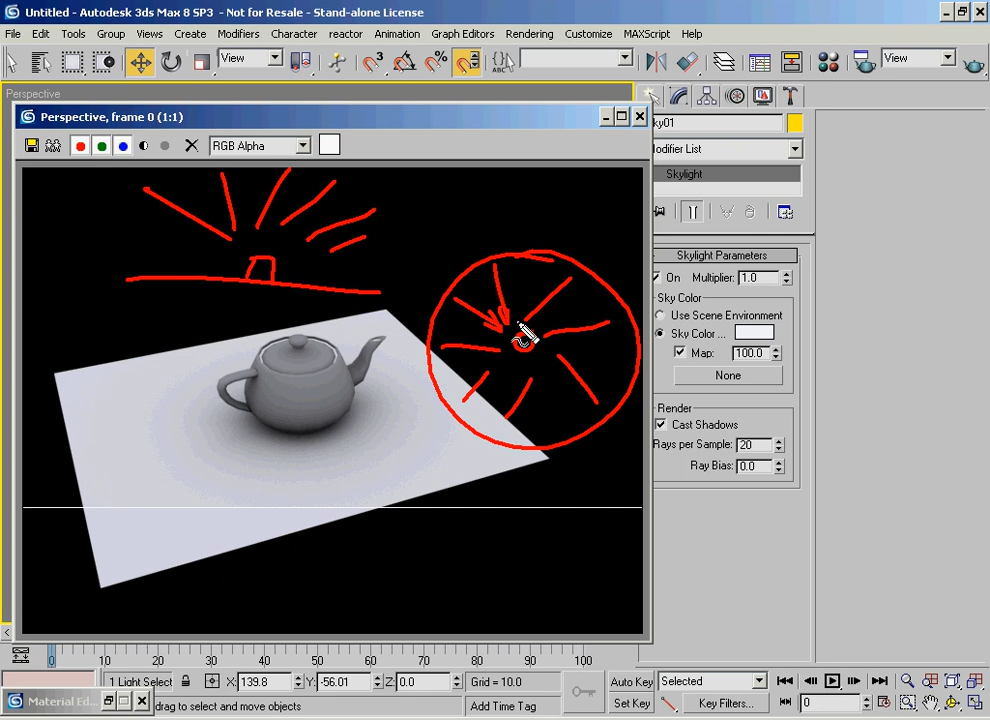 Untitled - Autodesk 3ds Max 8 SP3 - Not for Resale - Stand-alone License
File Edit Tools Group Views Create Modifiers Character reactor Animation Graph Editors Rendering Customize MAXScript Help
View 3 % ABC View
Perspective
Perspective, frame 0 (1:1)
ky01
RGB Alpha
odifier List
Skylight
Skylight Parameters
On Multiplier: 1.0
Sky Color
Use Scene Environment
Sky Color ...
Map: 100.0
None
Render
Cast Shadows
Rays per Sample: 20
Ray Bias: 0.0
0 10 20 30 40 50 60 70 80 90 100
1 Light Select X: 139.8 Y: -56.01 Z: 0.0 Grid = 10.0 Auto Key Selected
Material Ed... drag to select and move objects Add Time Tag Set Key Key Filters... 0